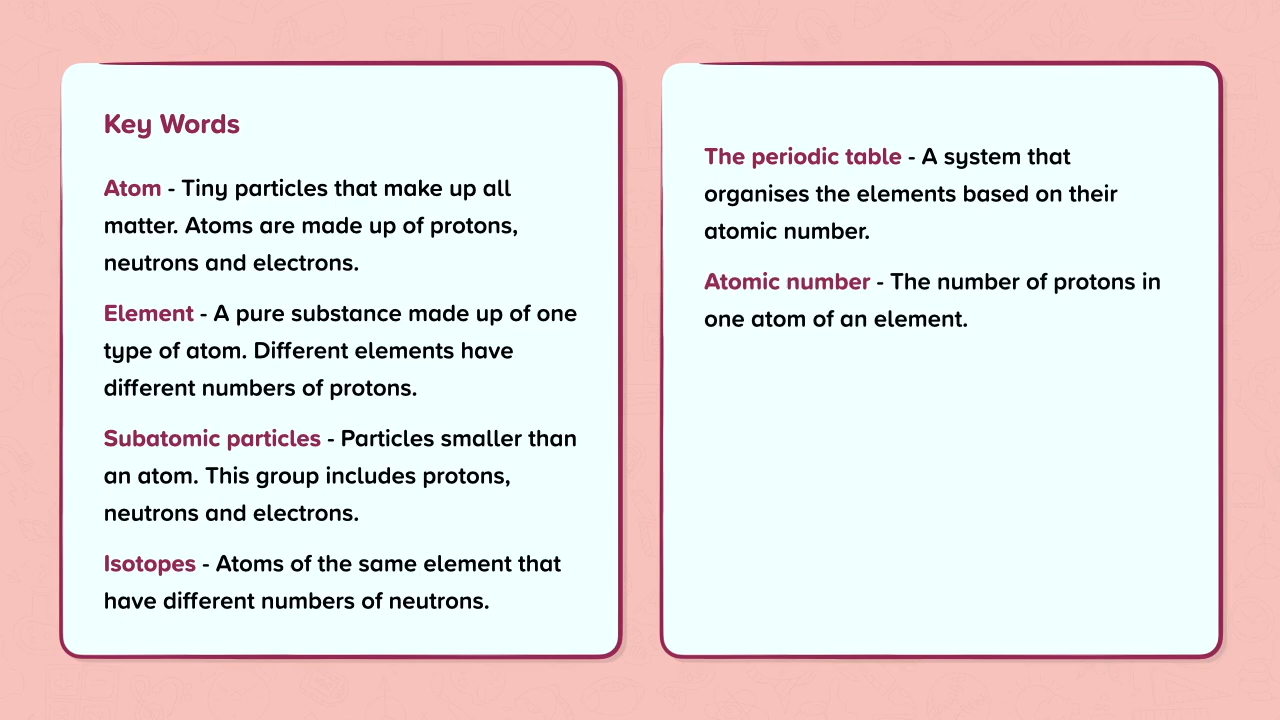 Key Words
Atom - Tiny particles that make up all
matter. Atoms are made up of protons,
neutrons and electrons.
Element - A pure substance made up of one
type of atom. Different elements have
different numbers of protons.
Subatomic particles - Particles smaller than
an atom. This group includes protons,
neutrons and electrons.
Isotopes - Atoms of the same element that
have different numbers of neutrons.
The periodic table - A system that
organises the elements based on their
atomic number.
Atomic number - The number of protons in
one atom of an element.